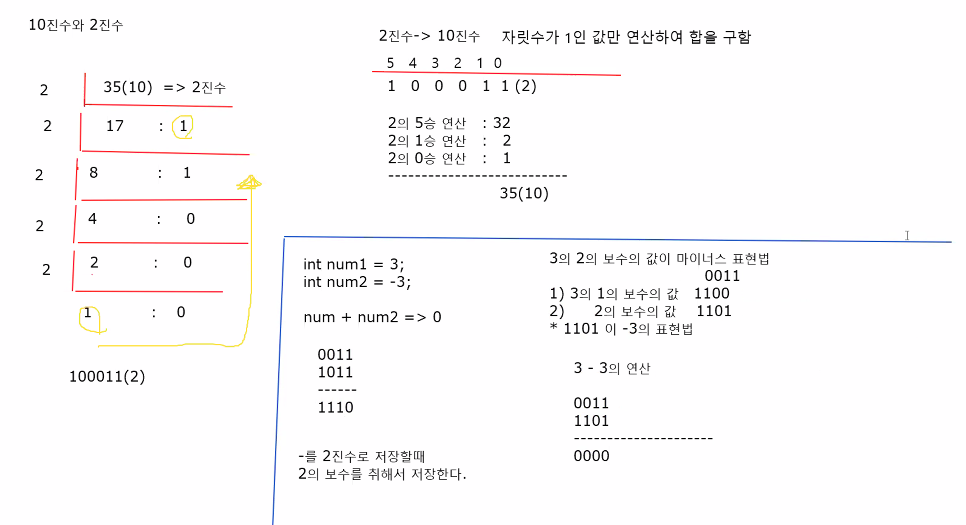 10진수와 2진수
2 35(10) => 2진수
2 17 : 1
2 8 : 1
2 4 : 0
2 2 : 0
1 : 0
100011(2)
2진수-> 10진수 자릿수가 1인 값만 연산하여 합을 구함
5 4 3 2 1 0
1 0 0 0 1 1 (2)
2의 5승 연산 : 32
2의 1승 연산 : 2
2의 0승 연산 : 1
---------------------------
35(10)
int num1 = 3;
int num2 = -3;
num + num2 => 0
0011
1011
------
1110
-를 2진수로 저장할때
2의 보수를 취해서 저장한다.
3의 2의 보수의 값이 마이너스 표현법
0011
1) 3의 1의 보수의 값 1100
2) 2의 보수의 값 1101
* 1101 이 -3의 표현법
3 - 3의 연산
0011
1101
---------------------
0000